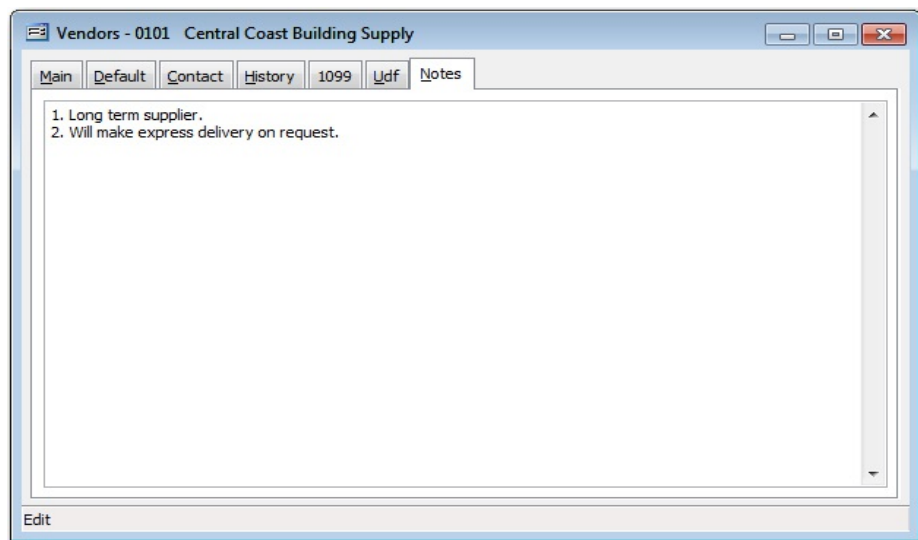 Vendors - 0101 Central Coast Building Supply
Main Default Contact History 1099 Udf Notes
1. Long term supplier.
2. Will make express delivery on request.
Edit